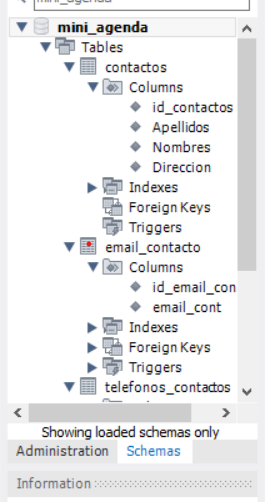 mini_agenda
mini_agenda
Tables
contactos
Columns
id_contactos
Apellidos
Nombres
Direccion
Indexes
Foreign Keys
Triggers
email_contacto
Columns
id_email_con
email_cont
Indexes
Foreign Keys
Triggers
telefonos_contactos
Showing loaded schemas only
Administration Schemas
Information